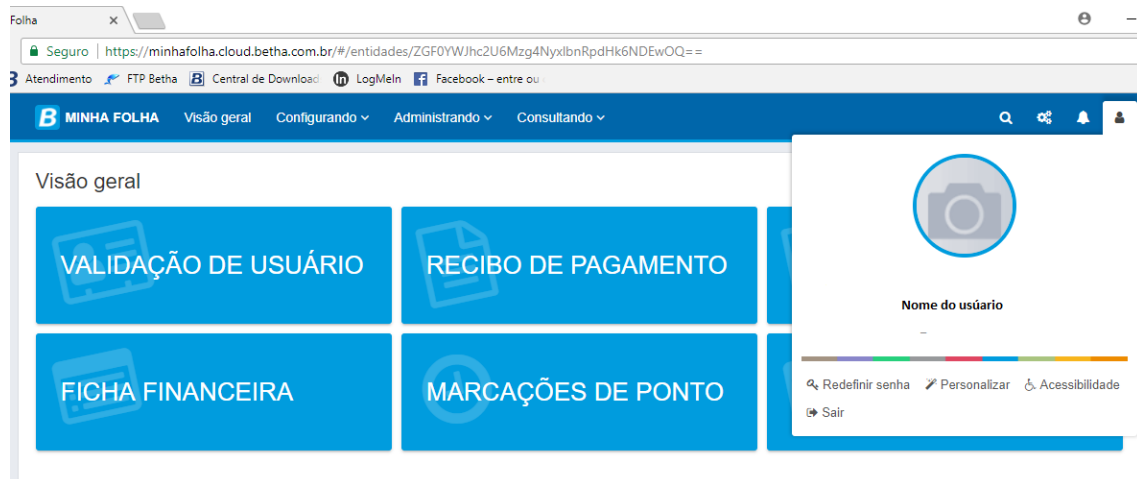 Folha
Seguro | https://minhafolha.cloud.betha.com.br/#/entidades/ZGF0YWJhc2U6Mzg4NyxlbnRpdHk6NDEwOQ==
Atendimento FTP Betha B Central de Download LogMeIn Facebook – entre ou
B MINHA FOLHA Visão geral Configurando Administrando Consultando
Visão geral
VALIDAÇÃO DE USUÁRIO RECIBO DE PAGAMENTO
FICHA FINANCEIRA MARCAÇÕES DE PONTO
Nome do usúario
–
Redefinir senha Personalizar Acessibilidade
Sair